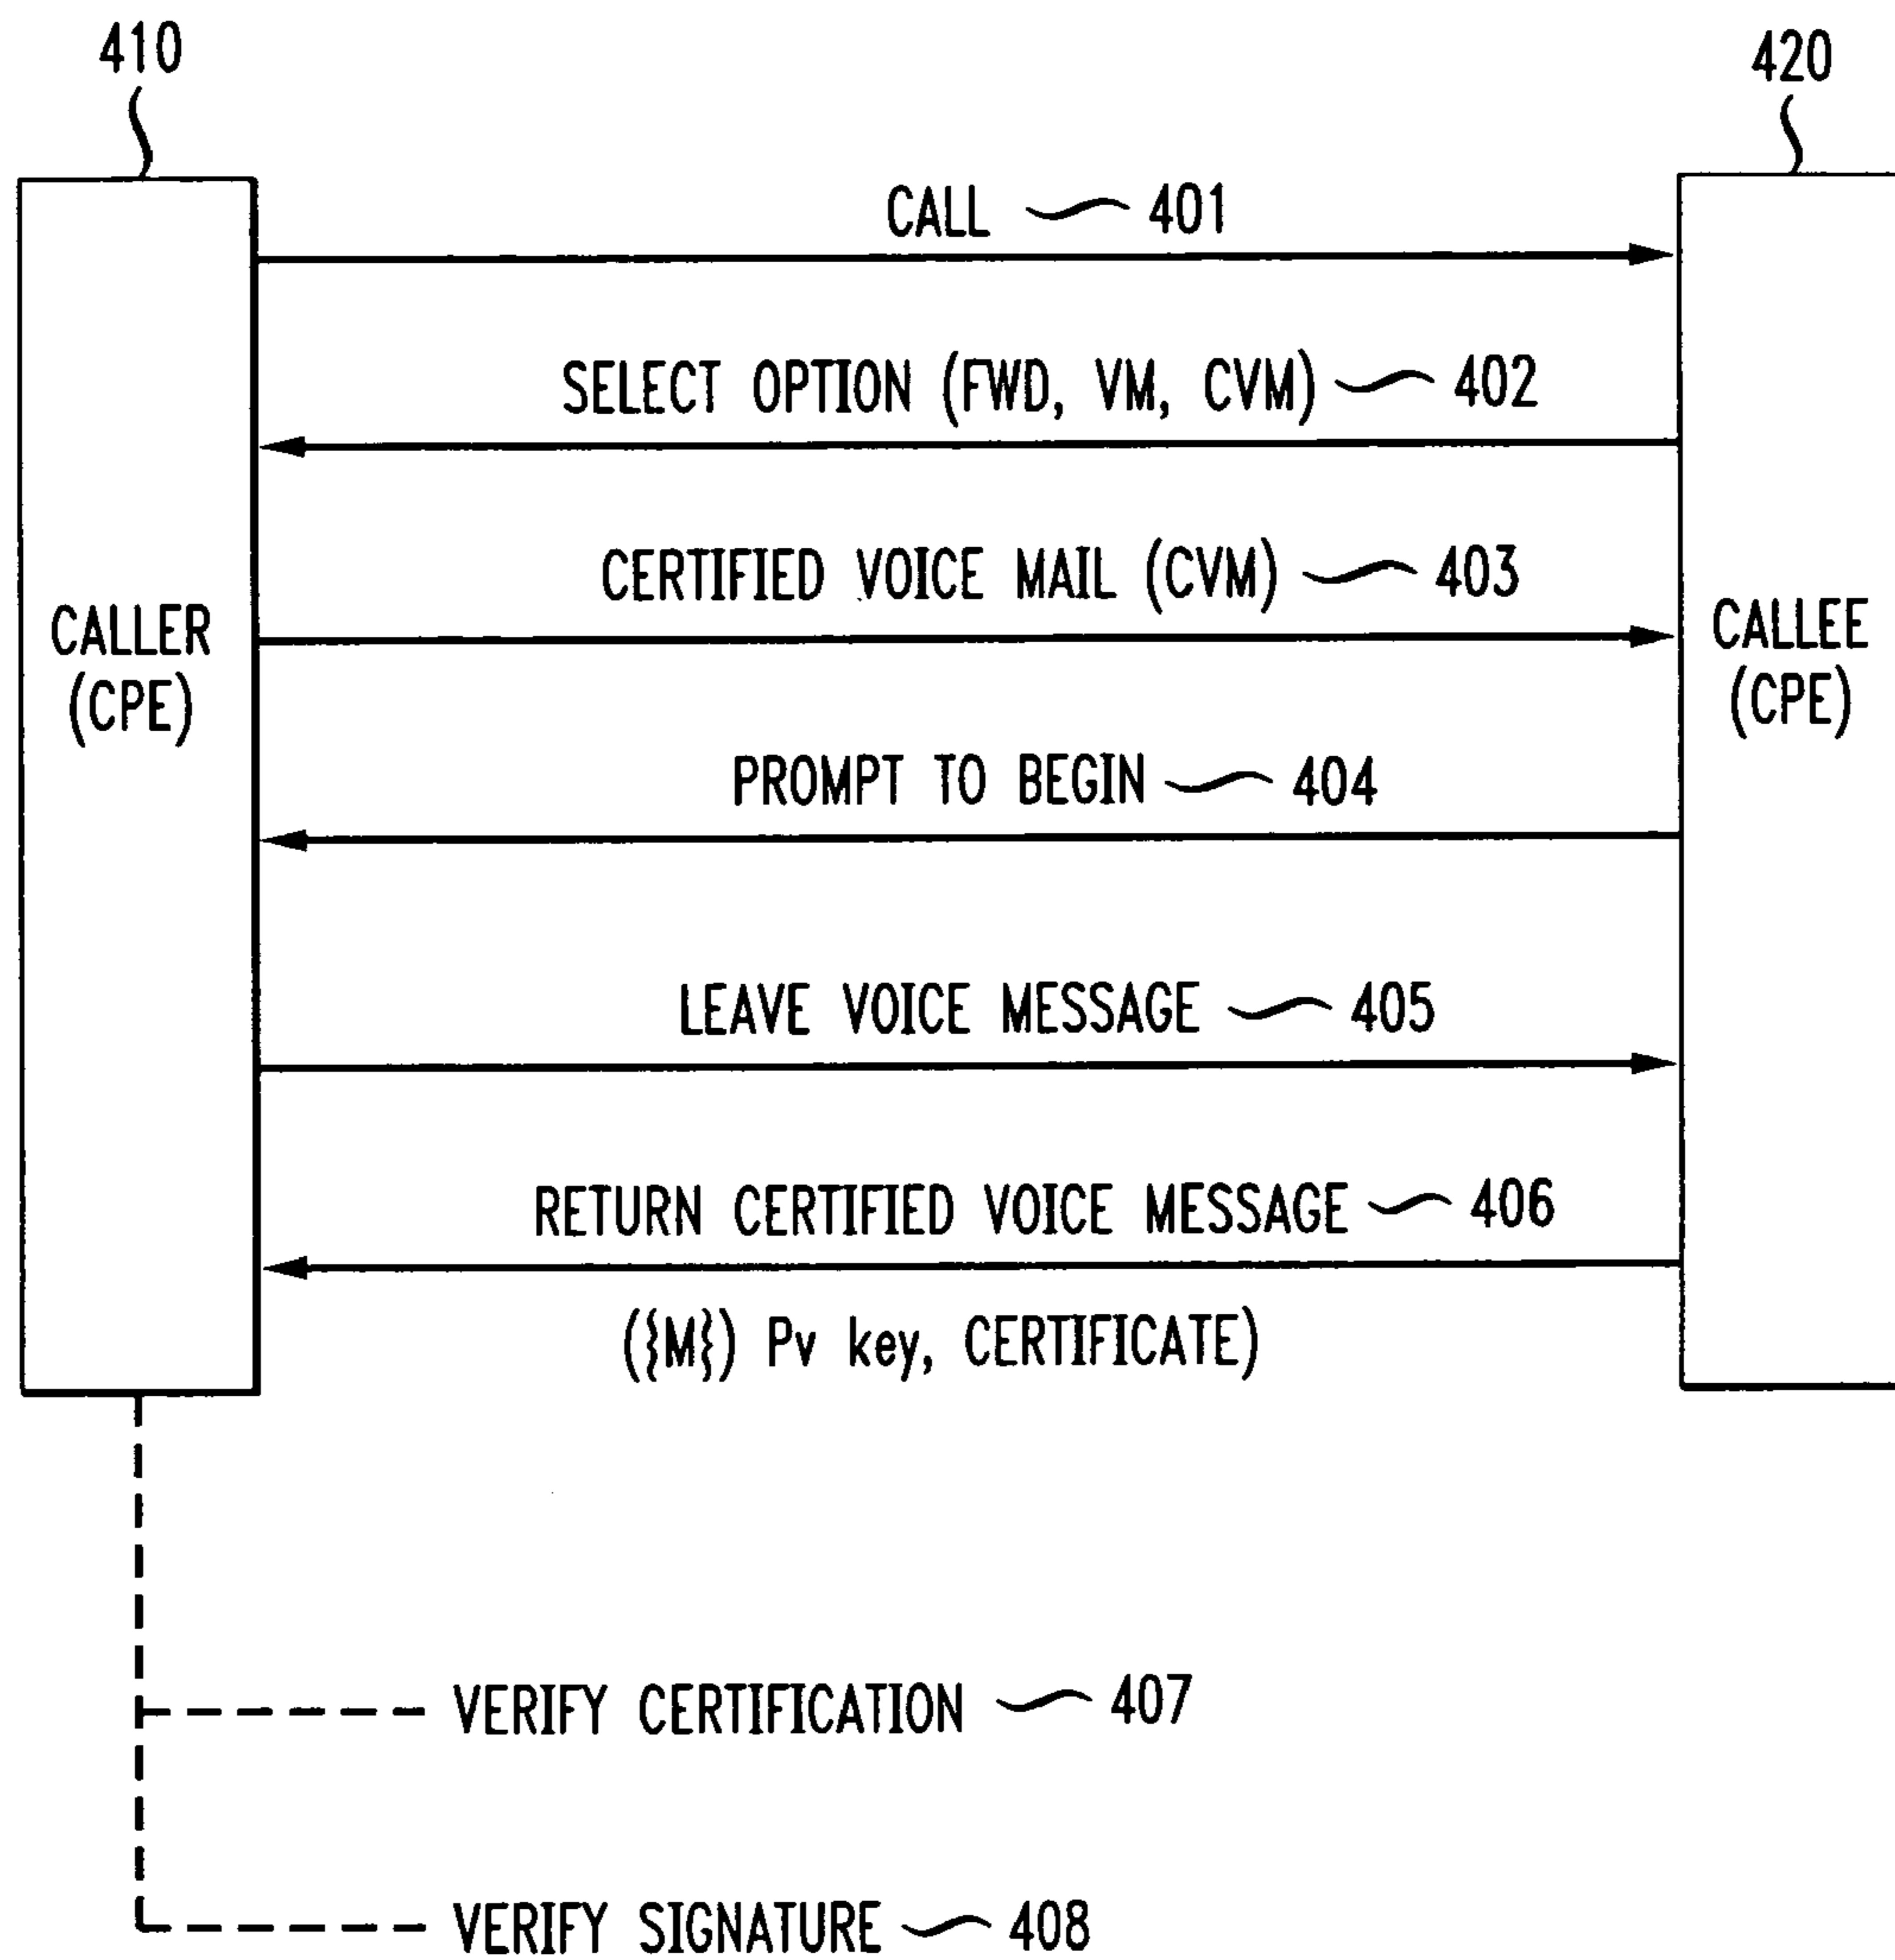 410
420
CALL 401
SELECT OPTION (FWD, VM, CVM) 402
CERTIFIED VOICE MAIL (CVM) 403
CALLER
(CPE)
CALLEE
(CPE)
PROMPT TO BEGIN 404
LEAVE VOICE MESSAGE 405
RETURN CERTIFIED VOICE MESSAGE 406
({M}) Pv key, CERTIFICATE)
VERIFY CERTIFICATION 407
VERIFY SIGNATURE 408